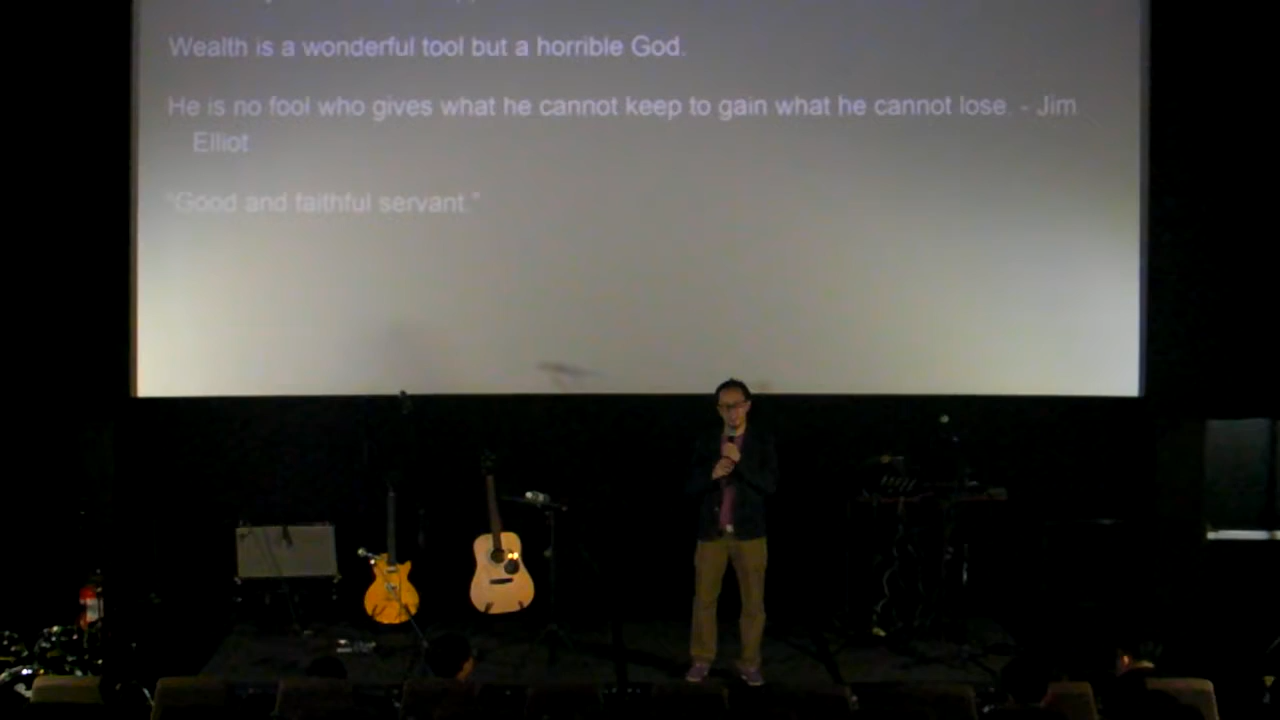 Wealth is a wonderful tool but a horrible God.
He is no fool who gives what he cannot keep to gain what he cannot lose. - Jim
Elliot
"Good and faithful servant."